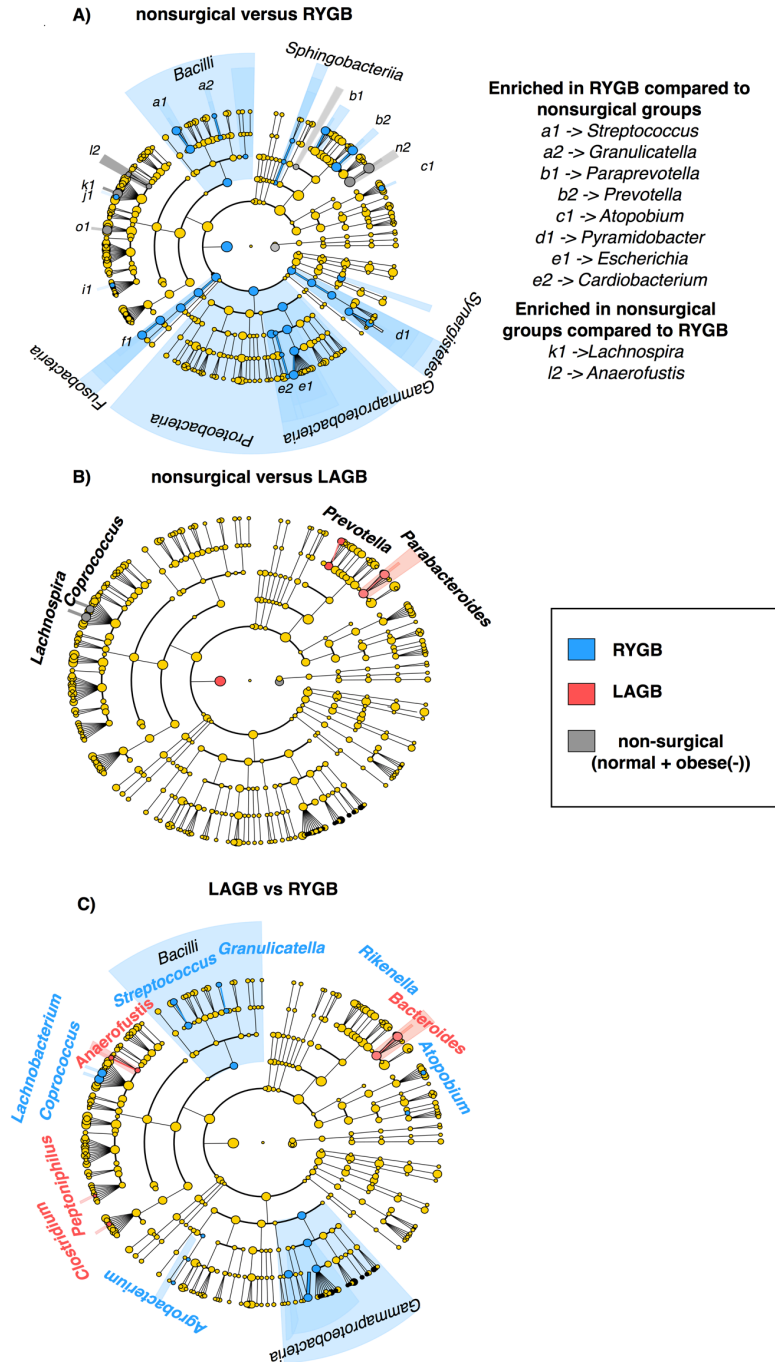 A) nonsurgical versus RYGB
Bacilli
Sphingobacteriia
a1
a2
b1
b2
n2
c1
l2
k1
j1
o1
i1
f1
d1
e2 e1
Fusobacteria
Proteobacteria
Gammaproteobacteria
Synergistetes
Enriched in RYGB compared to
nonsurgical groups
a1 -> Streptococcus
a2 -> Granulicatella
b1 -> Paraprevotella
b2 -> Prevotella
c1 -> Atopobium
d1 -> Pyramidobacter
e1 -> Escherichia
e2 -> Cardiobacterium
Enriched in nonsurgical
groups compared to RYGB
k1 ->Lachnospira
l2 -> Anaerofustis
B) nonsurgical versus LAGB
Lachnospira
Coprococcus
Prevotella
Parabacteroides
RYGB
LAGB
non-surgical
(normal + obese(-))
LAGB vs RYGB
C)
Bacilli
Streptococcus
Granulicatella
Rikenella
Bacteroides
Atopobium
Anaerofustis
Lachnobacterium
Coprococcus
Peptoniphilus
Clostridium
Agrobacterium
Gammaproteobacteria